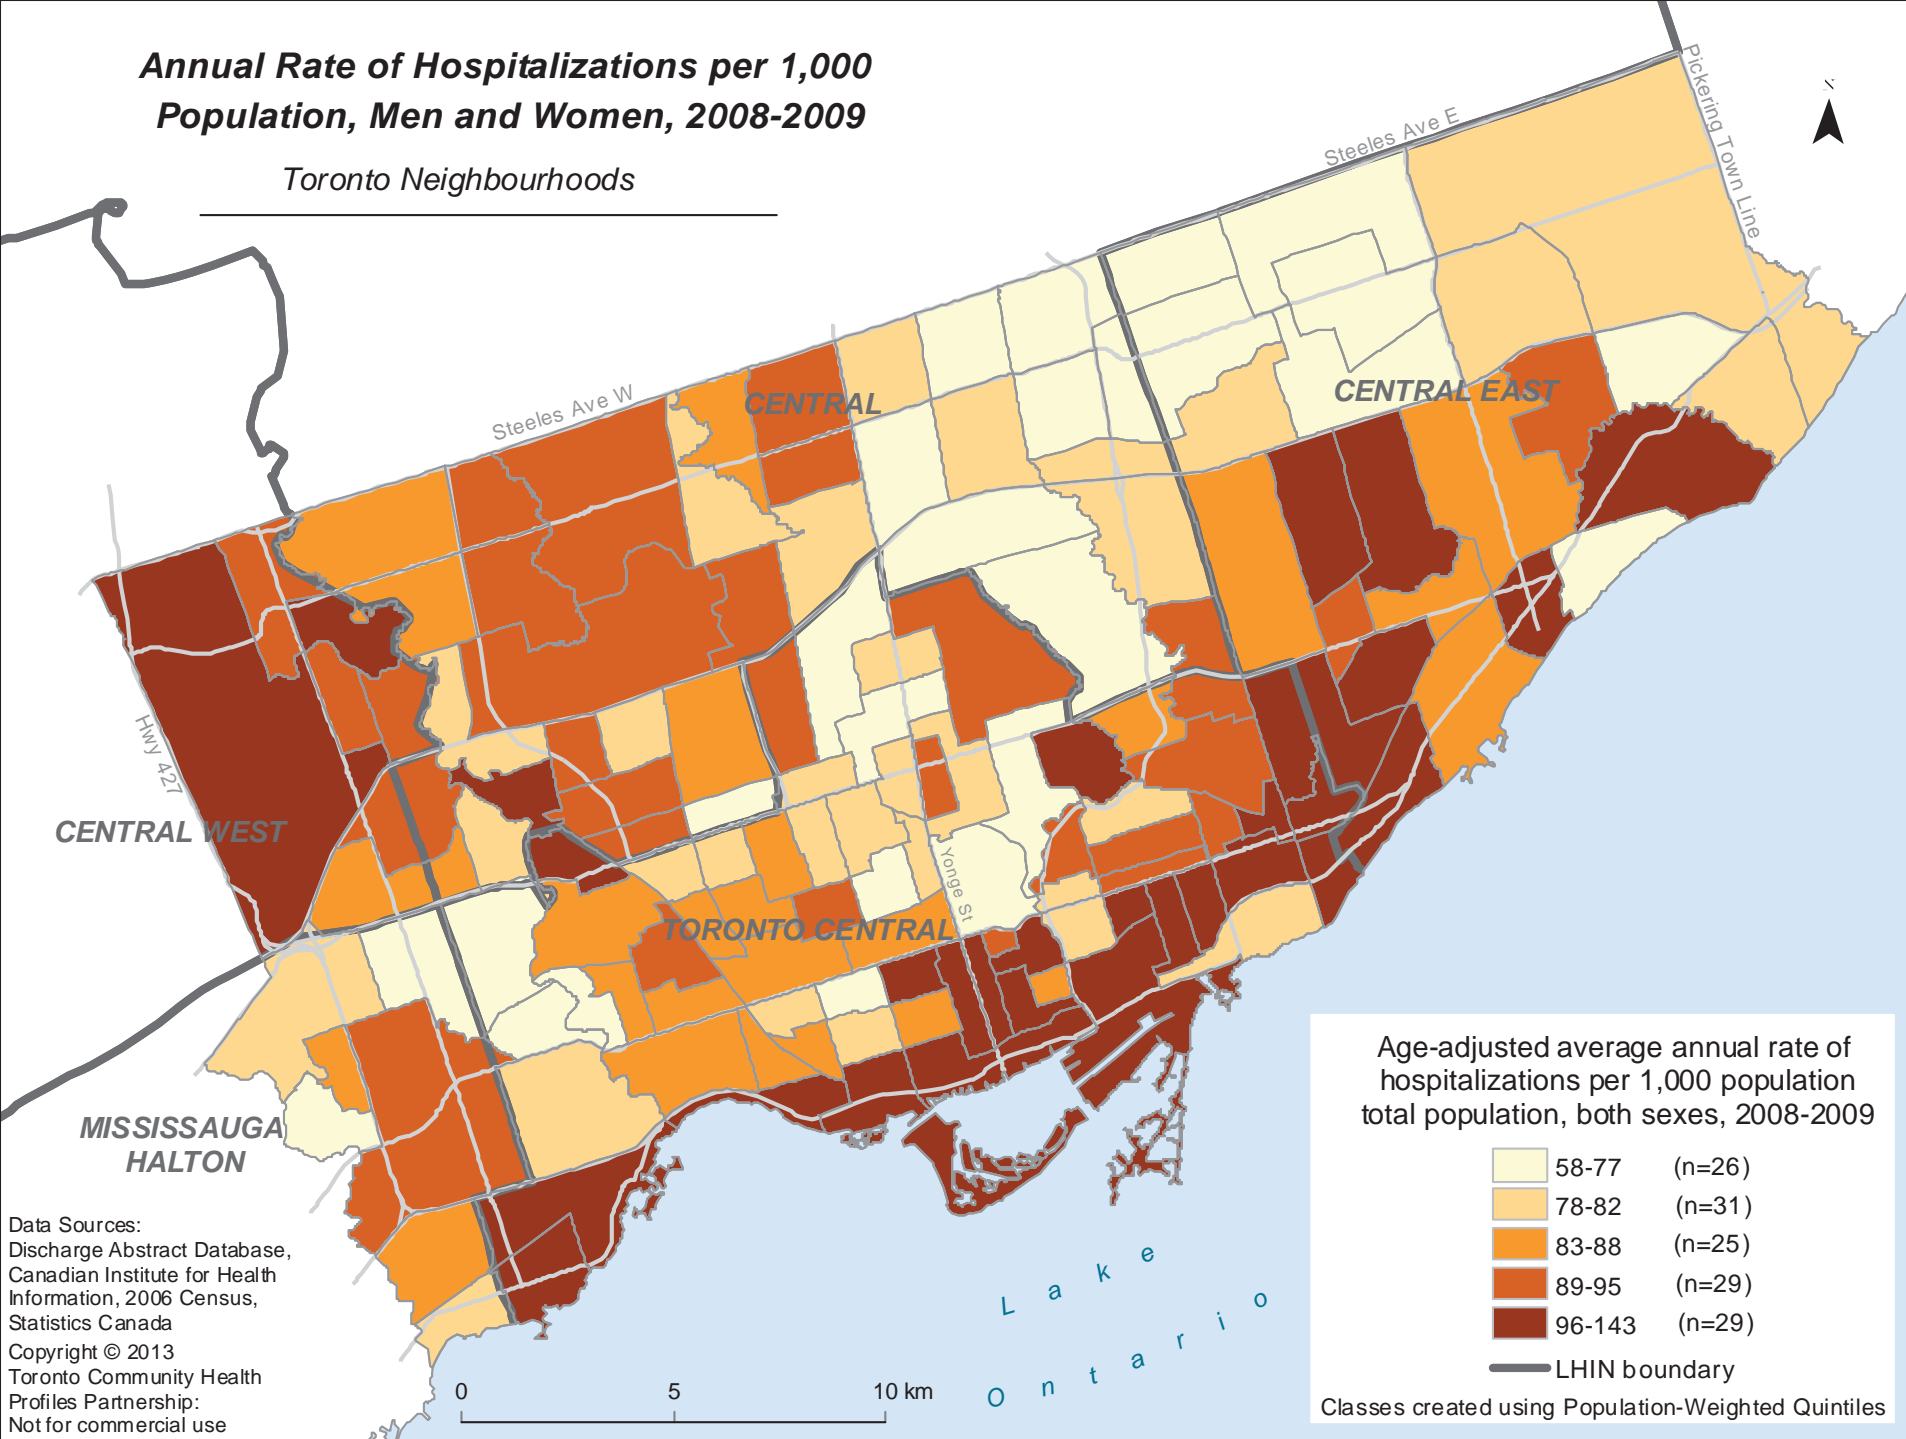 Annual Rate of Hospitalizations per 1,000
Population, Men and Women, 2008-2009
Toronto Neighbourhoods
Steeles Ave E
Pickering Town Line
N
Steeles Ave W
CENTRAL
CENTRAL EAST
Hwy 427
CENTRAL WEST
Yonge St
TORONTO CENTRAL
MISSISSAUGA
HALTON
Lake
Ontario
Data Sources:
Discharge Abstract Database,
Canadian Institute for Health
Information, 2006 Census,
Statistics Canada
Copyright © 2013
Toronto Community Health
Profiles Partnership:
Not for commercial use
0 5 10 km
Age-adjusted average annual rate of
hospitalizations per 1,000 population
total population, both sexes, 2008-2009
58-77 (n=26)
78-82 (n=31)
83-88 (n=25)
89-95 (n=29)
96-143 (n=29)
LHIN boundary
Classes created using Population-Weighted Quintiles